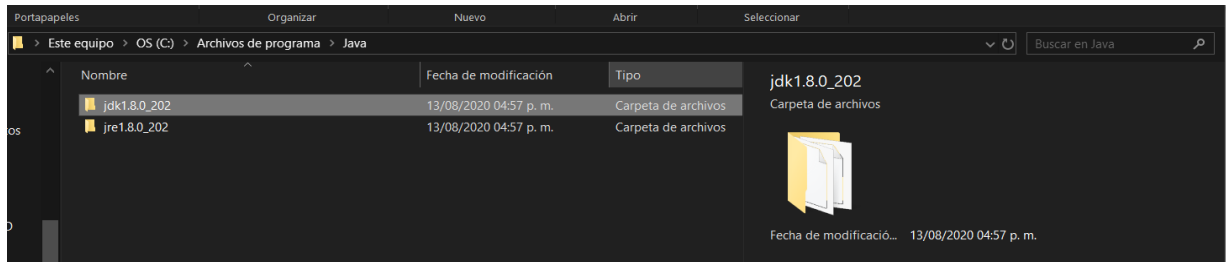 Portapapeles Organizar Nuevo Abrir Seleccionar
> Este equipo > OS (C:) > Archivos de programa > Java Buscar en Java
Nombre Fecha de modificación Tipo
jdk1.8.0_202 13/08/2020 04:57 p. m. Carpeta de archivos
jre1.8.0_202 13/08/2020 04:57 p. m. Carpeta de archivos
os
jdk1.8.0_202
Carpeta de archivos
Fecha de modificació... 13/08/2020 04:57 p. m.